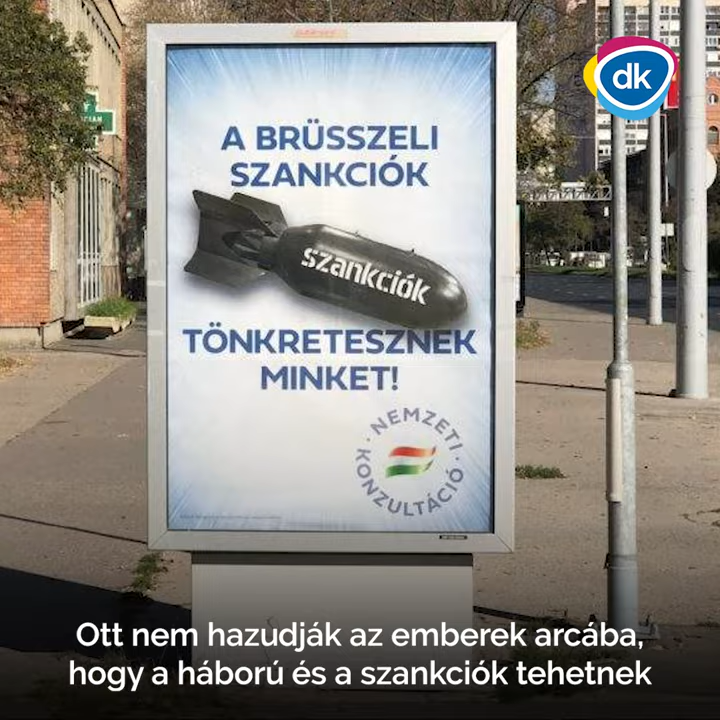 dk
A BRÜSSZELI
SZANKCIÓK
szankciók
TÖNKRETESZNEK
MINKET!
NEMZETI
KONZULTÁCIÓ
Ott nem hazudják az emberek arcába,
hogy a háború és a szankciók tehetnek